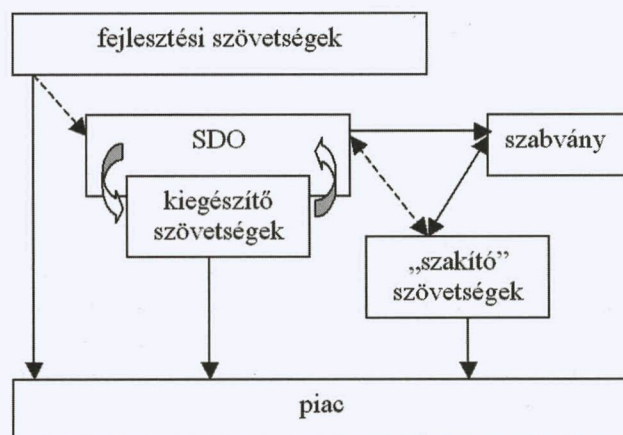 fejlesztési szövetségek
SDO
szabvány
kiegészítő
szövetségek
„szakító”
szövetségek
piac